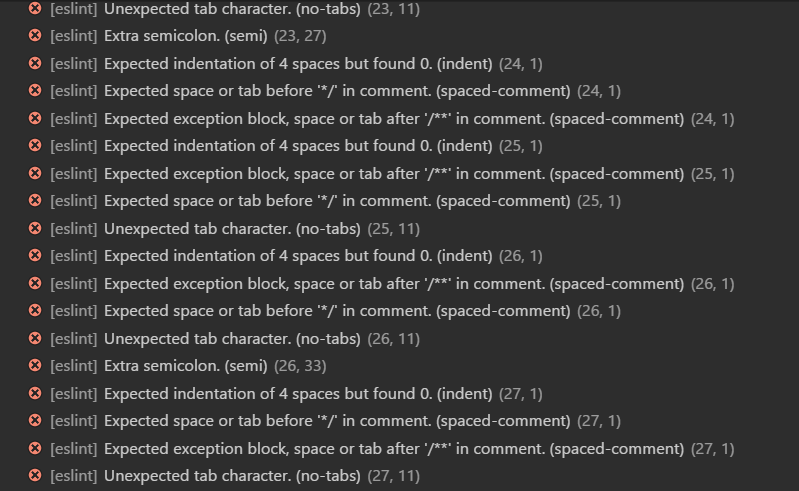 [eslint] Unexpected tab character. (no-tabs) (23, 11)
[eslint] Extra semicolon. (semi) (23, 27)
[eslint] Expected indentation of 4 spaces but found 0. (indent) (24, 1)
[eslint] Expected space or tab before '*/' in comment. (spaced-comment) (24, 1)
[eslint] Expected exception block, space or tab after '/**' in comment. (spaced-comment) (24, 1)
[eslint] Expected indentation of 4 spaces but found 0. (indent) (25, 1)
[eslint] Expected exception block, space or tab after '/**' in comment. (spaced-comment) (25, 1)
[eslint] Expected space or tab before '*/' in comment. (spaced-comment) (25, 1)
[eslint] Unexpected tab character. (no-tabs) (25, 11)
[eslint] Expected indentation of 4 spaces but found 0. (indent) (26, 1)
[eslint] Expected exception block, space or tab after '/**' in comment. (spaced-comment) (26, 1)
[eslint] Expected space or tab before '*/' in comment. (spaced-comment) (26, 1)
[eslint] Unexpected tab character. (no-tabs) (26, 11)
[eslint] Extra semicolon. (semi) (26, 33)
[eslint] Expected indentation of 4 spaces but found 0. (indent) (27, 1)
[eslint] Expected space or tab before '*/' in comment. (spaced-comment) (27, 1)
[eslint] Expected exception block, space or tab after '/**' in comment. (spaced-comment) (27, 1)
[eslint] Unexpected tab character. (no-tabs) (27, 11)